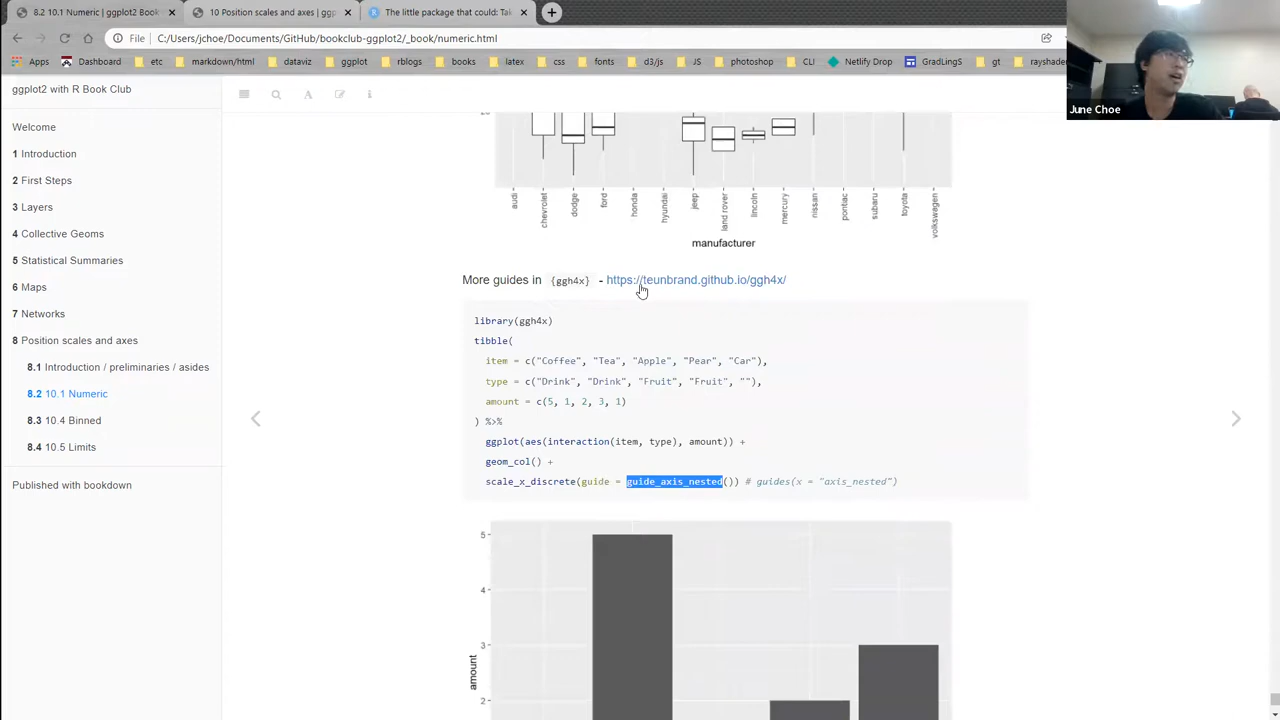 8.2 10.1 Numeric | ggplot2 Book
10 Position scales and axes | ggp
The little package that could: Tak
File
C:/Users/jchoe/Documents/GitHub/bookclub-ggplot2/_book/numeric.html
Apps
Dashboard
etc
markdown/html
dataviz
ggplot
rblogs
books
latex
css
fonts
d3/js
JS
photoshop
CLI
Netlify Drop
GradLingS
gt
rayshader
June Choe
ggplot2 with R Book Club
Welcome
1 Introduction
2 First Steps
3 Layers
4 Collective Geoms
5 Statistical Summaries
6 Maps
7 Networks
8 Position scales and axes
8.1 Introduction / preliminaries / asides
8.2 10.1 Numeric
8.3 10.4 Binned
8.4 10.5 Limits
Published with bookdown
audi
chevrolet
dodge
ford
honda
hyundai
jeep
land rover
lincoln
mercury
nissan
pontiac
subaru
toyota
volkswagen
manufacturer
More guides in {ggh4x} - https://teunbrand.github.io/ggh4x/
library(ggh4x)
tibble(
item = c("Coffee", "Tea", "Apple", "Pear", "Car"),
type = c("Drink", "Drink", "Fruit", "Fruit", ""),
amount = c(5, 1, 2, 3, 1)
) %>%
ggplot(aes(interaction(item, type), amount)) +
geom_col() +
scale_x_discrete(guide = guide_axis_nested()) # guides(x = "axis_nested")
5
4
3
2
amount